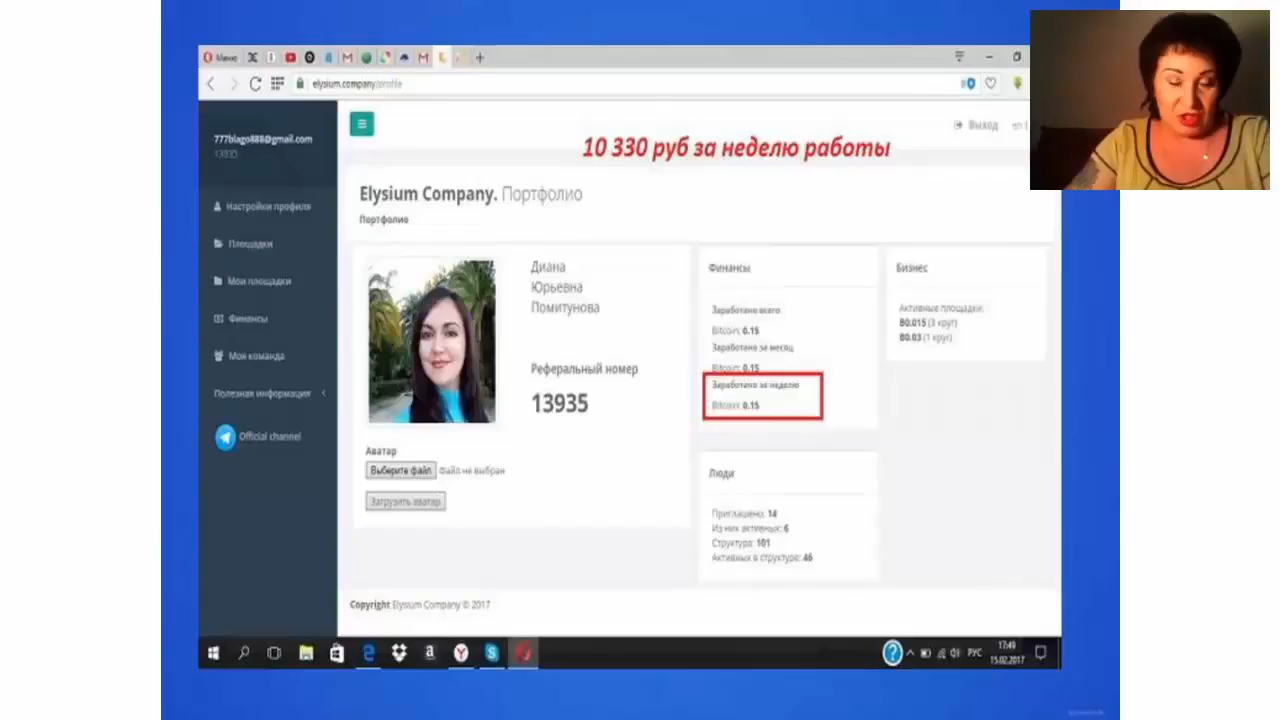 Меню
elysium.company/profile
777blago888@gmail.com
13935
Выход
en
10 330 руб за неделю работы
Elysium Company. Портфолио
Портфолио
Настройки профиля
Площадки
Мои площадки
Финансы
Моя команда
Полезная информация
Official channel
Диана
Юрьевна
Помитунова
Реферальный номер
13935
Аватар
Выберите файл Файл не выбран
Загрузить аватар
Финансы
Заработано всего
Bitcoin: 0.15
Заработано за месяц
Bitcoin: 0.15
Заработано за неделю
Bitcoin: 0.15
Бизнес
Активные площадки:
B0.015 (3 круг)
B0.03 (1 круг)
Люди
Приглашено: 14
Из них активных: 6
Структура: 101
Активных в структуре: 46
Copyright Elysium Company © 2017
РУС
17:49
15.02.2017